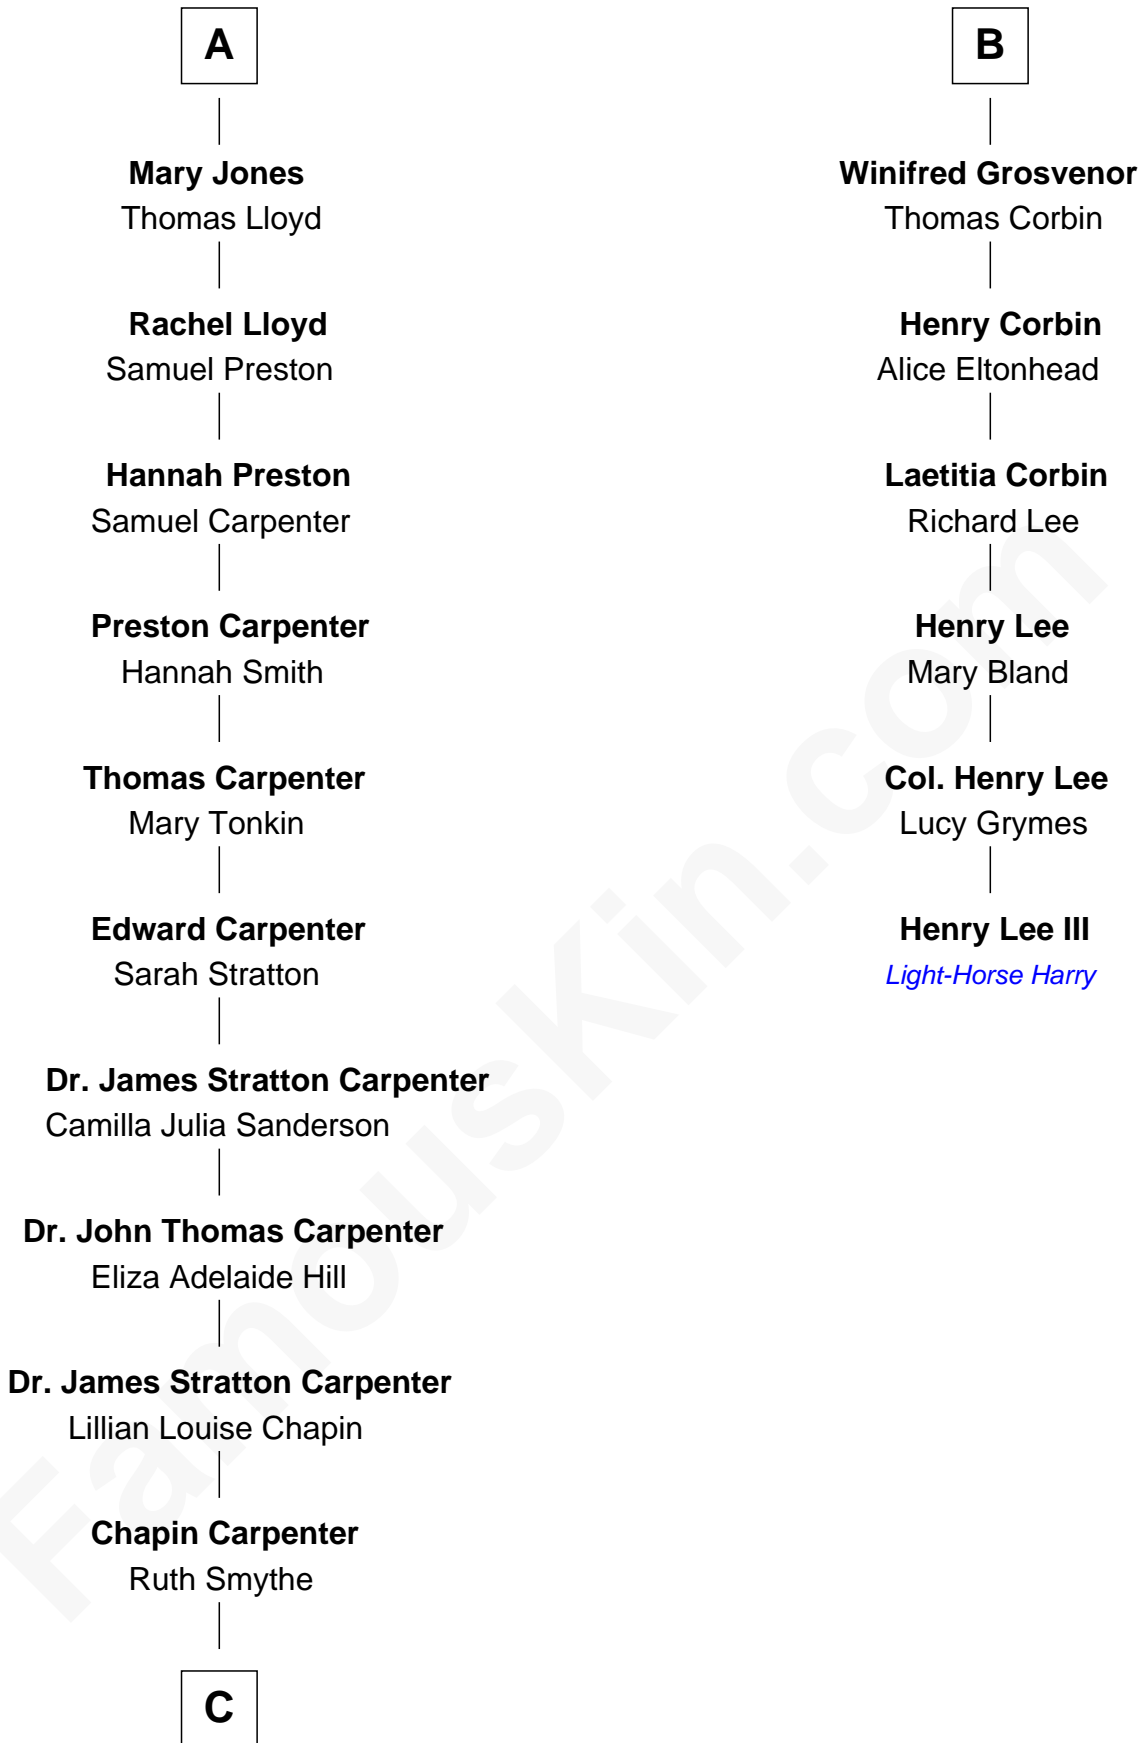 A
Mary Jones
Thomas Lloyd
Rachel Lloyd
Samuel Preston
Hannah Preston
Samuel Carpenter
Preston Carpenter
Hannah Smith
Thomas Carpenter
Mary Tonkin
Edward Carpenter
Sarah Stratton
Dr. James Stratton Carpenter
Camilla Julia Sanderson
Dr. John Thomas Carpenter
Eliza Adelaide Hill
Dr. James Stratton Carpenter
Lillian Louise Chapin
Chapin Carpenter
Ruth Smythe
C
B
Winifred Grosvenor
Thomas Corbin
Henry Corbin
Alice Eltonhead
Laetitia Corbin
Richard Lee
Henry Lee
Mary Bland
Col. Henry Lee
Lucy Grymes
Henry Lee III
Light-Horse Harry
FamousKin.com